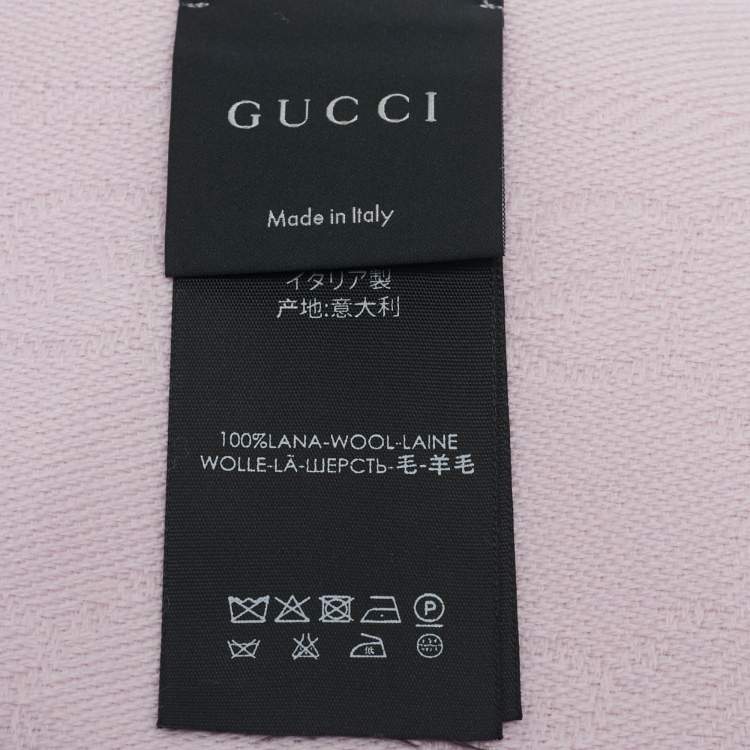 GUCCI
Made in Italy
イタリア製
产地:意大利
100%LANA-WOOL-LAINE
WOLLE-LÃ-ШЕРСТЬ-毛-羊毛
P
低